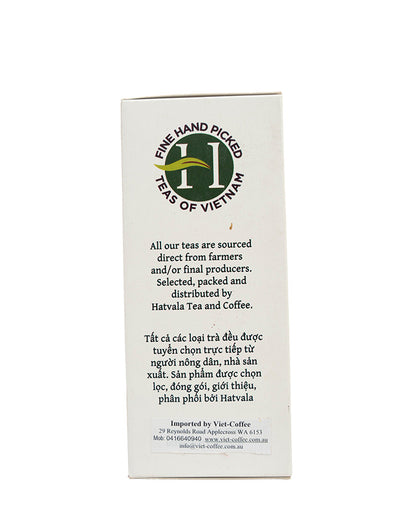 FINE HAND PICKED
H
TEAS OF VIETNAM
All our teas are sourced
direct from farmers
and/or final producers.
Selected, packed and
distributed by
Hatvala Tea and Coffee.
Tất cả các loại trà đều được
tuyển chọn trực tiếp từ
người nông dân, nhà sản
xuất. Sản phẩm được chọn
lọc, đóng gói, giới thiệu,
phân phối bởi Hatvala
Imported by Viet-Coffee
29 Reynolds Road Applecross WA 6153
Mob: 0416640940 www.viet-coffee.com.au
info@viet-coffee.com.au